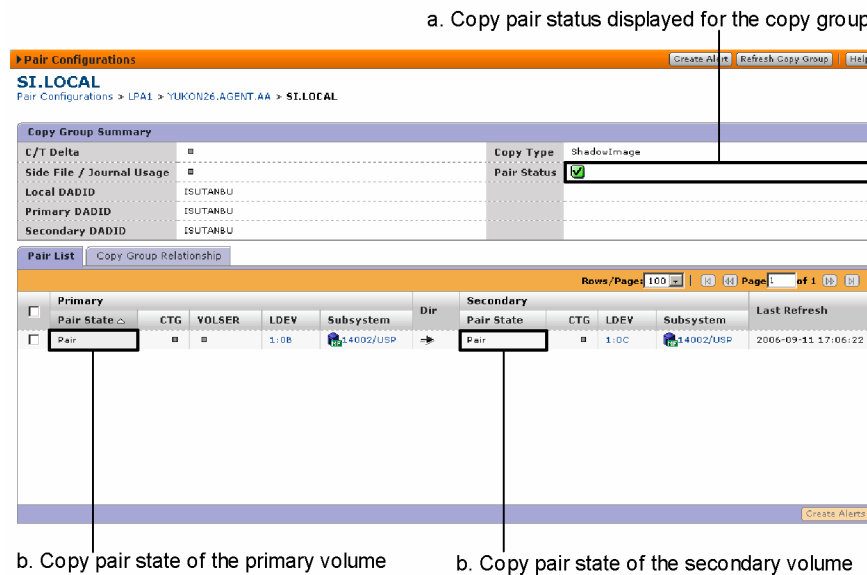 a. Copy pair status displayed for the copy group
Pair Configurations
Create Alert Refresh Copy Group Help
SI.LOCAL
Pair Configurations > LPA1 > YUKON26.AGENT.AA > SI.LOCAL
Copy Group Summary
C/T Delta Copy Type ShadowImage
Side File / Journal Usage Pair Status
Local DADID ISUTANBU
Primary DADID ISUTANBU
Secondary DADID ISUTANBU
Pair List Copy Group Relationship
Rows/Page: 100 Page 1 of 1
Primary Dir Secondary Last Refresh
Pair State CTG VOLSER LDEV Subsystem Pair State CTG LDEV Subsystem
Pair 1:0B 14002/USP Pair 1:0C 14002/USP 2006-09-11 17:06:22
Create Alerts
b. Copy pair state of the primary volume
b. Copy pair state of the secondary volume